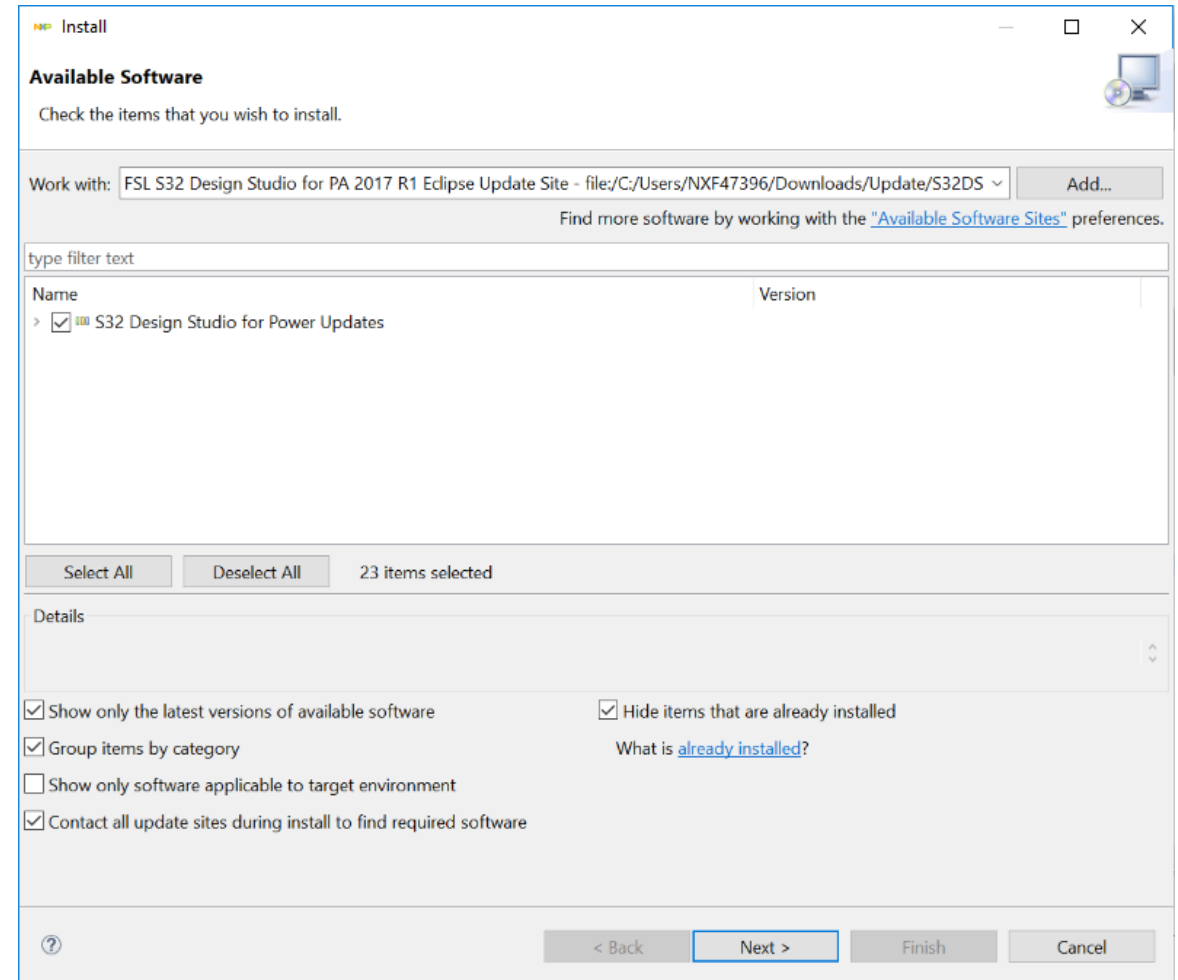 NXP Install
Available Software
Check the items that you wish to install.
Work with: FSL S32 Design Studio for PA 2017 R1 Eclipse Update Site - file:/C:/Users/NXF47396/Downloads/Update/S32DS Add...
Find more software by working with the "Available Software Sites" preferences.
type filter text
Name Version
S32 Design Studio for Power Updates
Select All Deselect All 23 items selected
Details
Show only the latest versions of available software Hide items that are already installed
Group items by category What is already installed?
Show only software applicable to target environment
Contact all update sites during install to find required software
? < Back Next > Finish Cancel